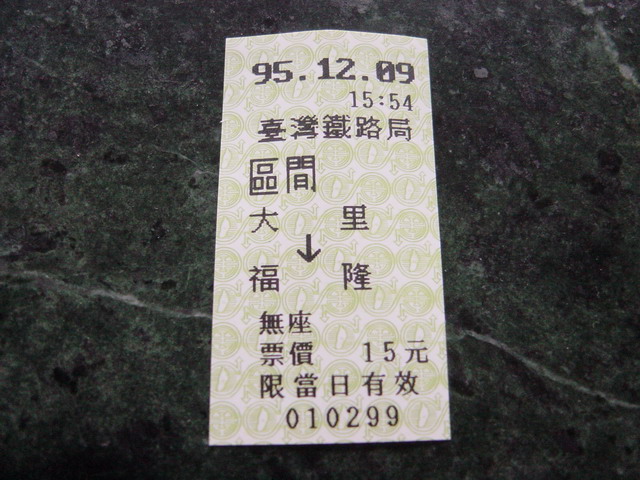 95.12.09
15:54
臺灣鐵路局
區間
大里
↓
福隆
無座
票價 15元
限當日有效
010299